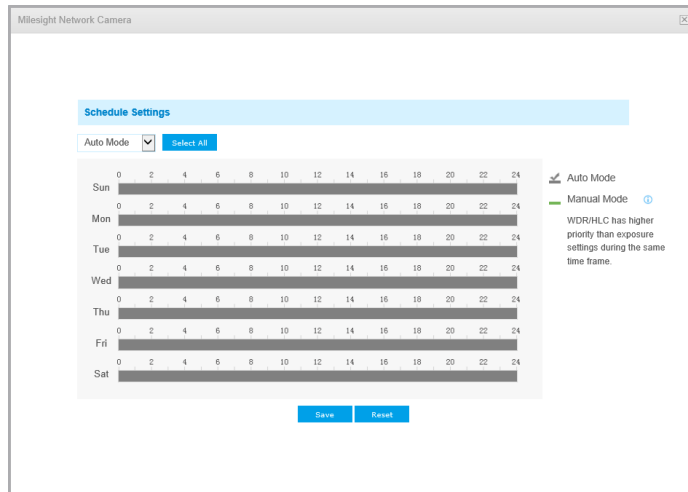 Milesight Network Camera
Schedule Settings
Auto Mode Select All
0 2 4 6 8 10 12 14 16 18 20 22 24
Sun
0 2 4 6 8 10 12 14 16 18 20 22 24
Mon
0 2 4 6 8 10 12 14 16 18 20 22 24
Tue
0 2 4 6 8 10 12 14 16 18 20 22 24
Wed
0 2 4 6 8 10 12 14 16 18 20 22 24
Thu
0 2 4 6 8 10 12 14 16 18 20 22 24
Fri
0 2 4 6 8 10 12 14 16 18 20 22 24
Sat
Auto Mode
Manual Mode
WDR/HLC has higher
priority than exposure
settings during the same
time frame.
Save Reset